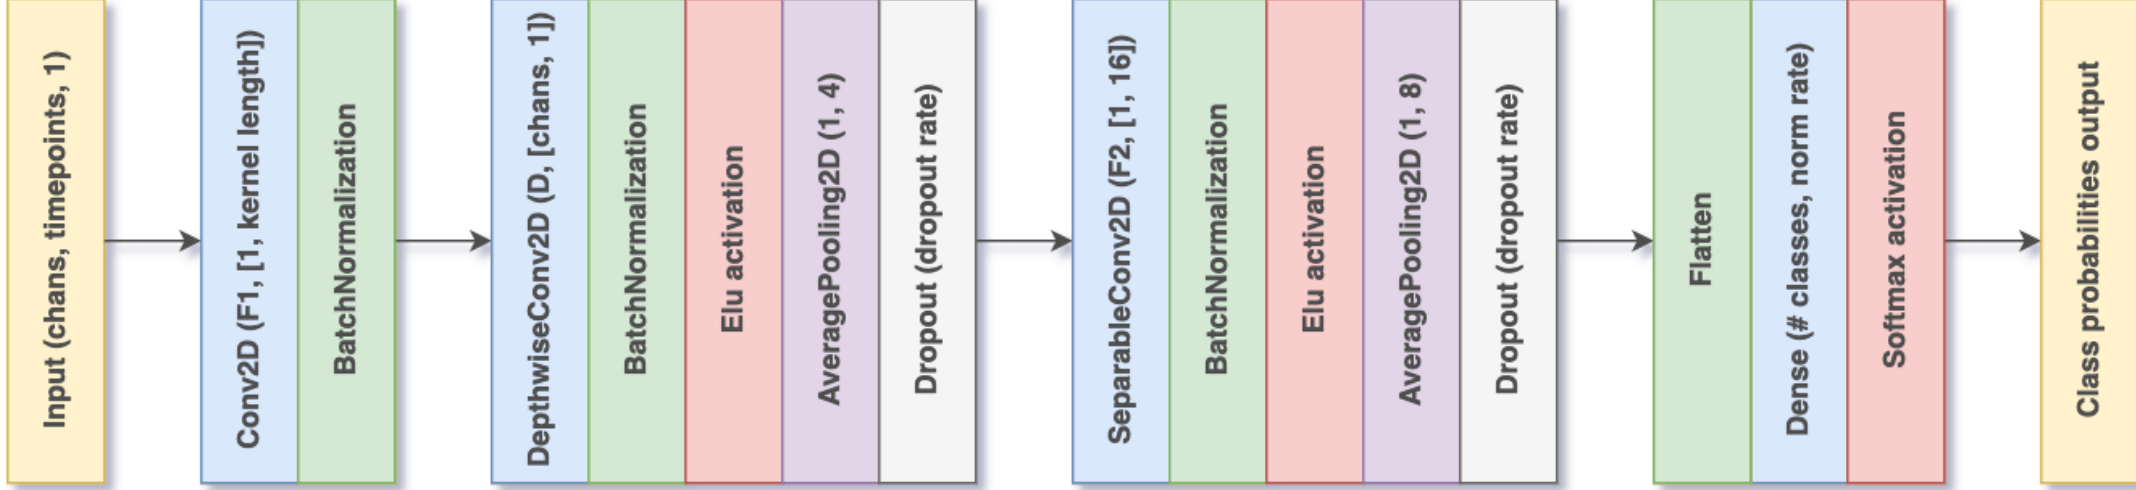 Input (chans, timepoints, 1)
Conv2D (F1, [1, kernel length])
BatchNormalization
DepthwiseConv2D (D, [chans, 1])
BatchNormalization
Elu activation
AveragePooling2D (1, 4)
Dropout (dropout rate)
SeparableConv2D (F2, [1, 16])
BatchNormalization
Elu activation
AveragePooling2D (1, 8)
Dropout (dropout rate)
Flatten
Dense (# classes, norm rate)
Softmax activation
Class probabilities output